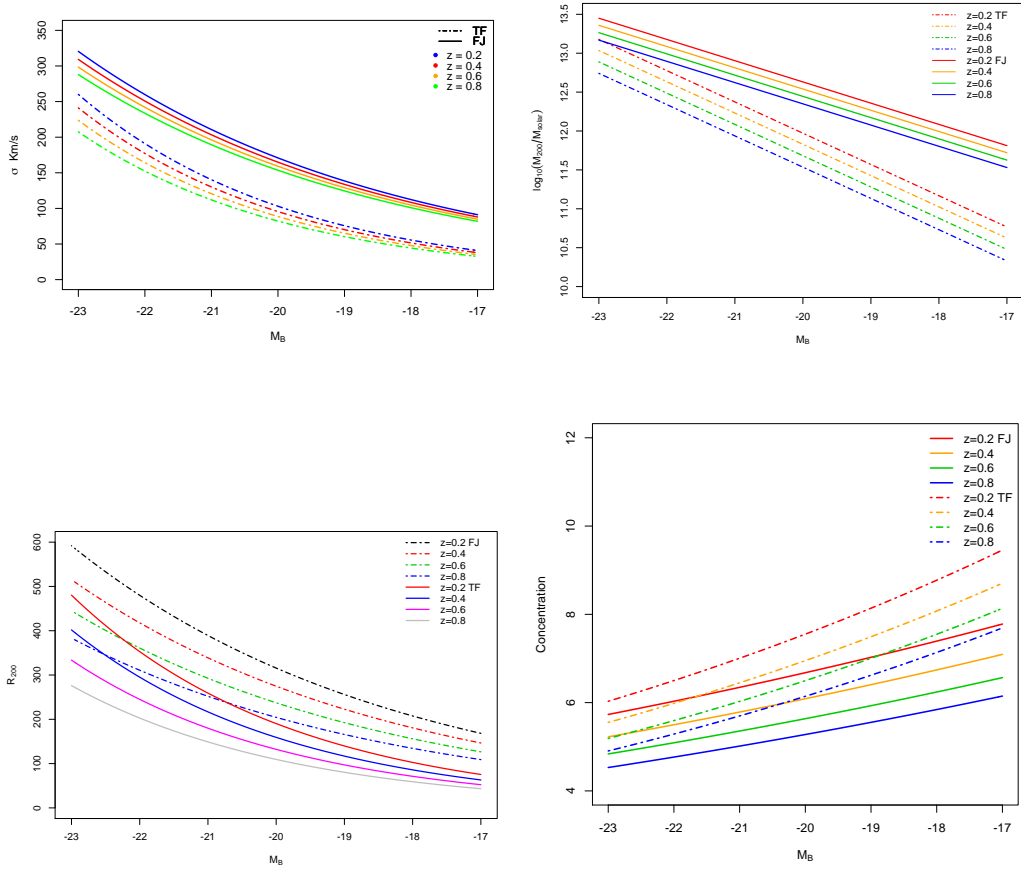 TF
FJ
z = 0.2
z = 0.4
z = 0.6
z = 0.8
σ Km/s
0 50 100 150 200 250 300 350
-23 -22 -21 -20 -19 -18 -17
M_B
z=0.2 TF
z=0.4
z=0.6
z=0.8
z=0.2 FJ
z=0.4
z=0.6
z=0.8
log₁₀(M₂₀₀/M_solar)
10.0 10.5 11.0 11.5 12.0 12.5 13.0 13.5
-23 -22 -21 -20 -19 -18 -17
M_B
z=0.2 FJ
z=0.4
z=0.6
z=0.8
z=0.2 TF
z=0.4
z=0.6
z=0.8
R₂₀₀
0 100 200 300 400 500 600
-23 -22 -21 -20 -19 -18 -17
M_B
z=0.2 FJ
z=0.4
z=0.6
z=0.8
z=0.2 TF
z=0.4
z=0.6
z=0.8
Concentration
4 6 8 10 12
-23 -22 -21 -20 -19 -18 -17
M_B